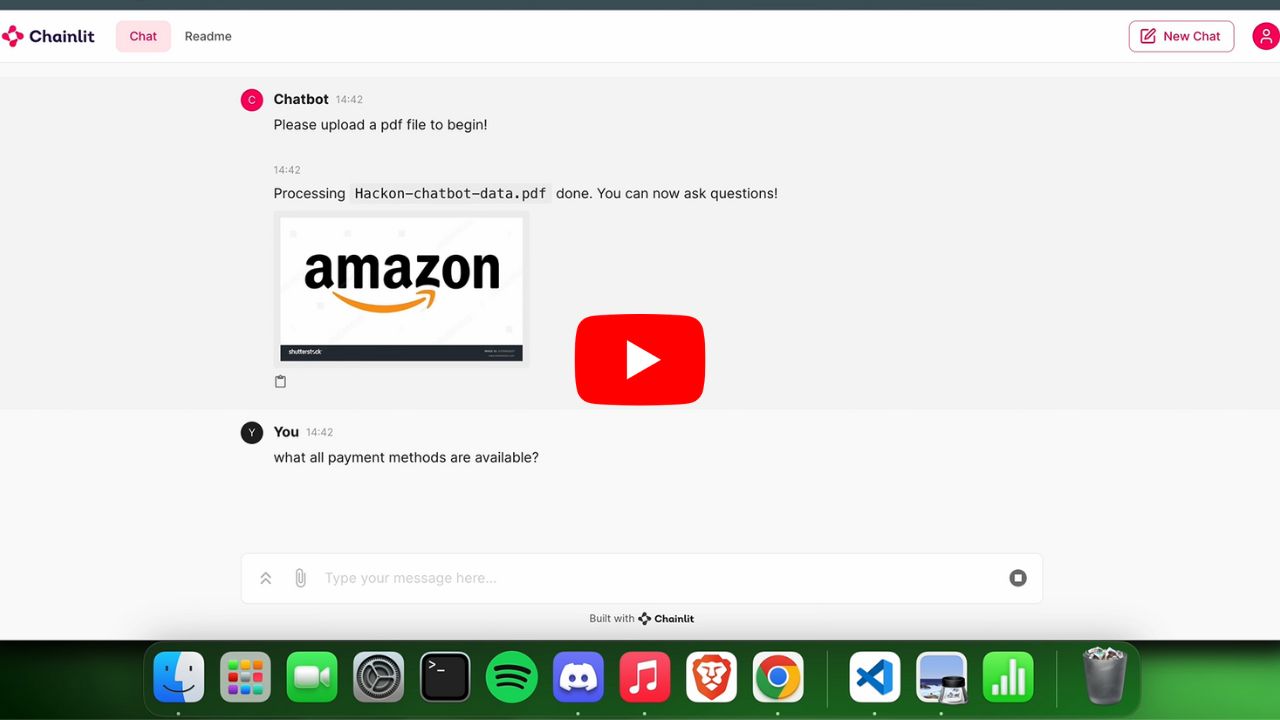 Chainlit Chat Readme New Chat
C Chatbot 14:42
Please upload a pdf file to begin!
14:42
Processing Hackon-chatbot-data.pdf done. You can now ask questions!
amazon
shutterstock
Y You 14:42
what all payment methods are available?
Type your message here...
Built with Chainlit
>_